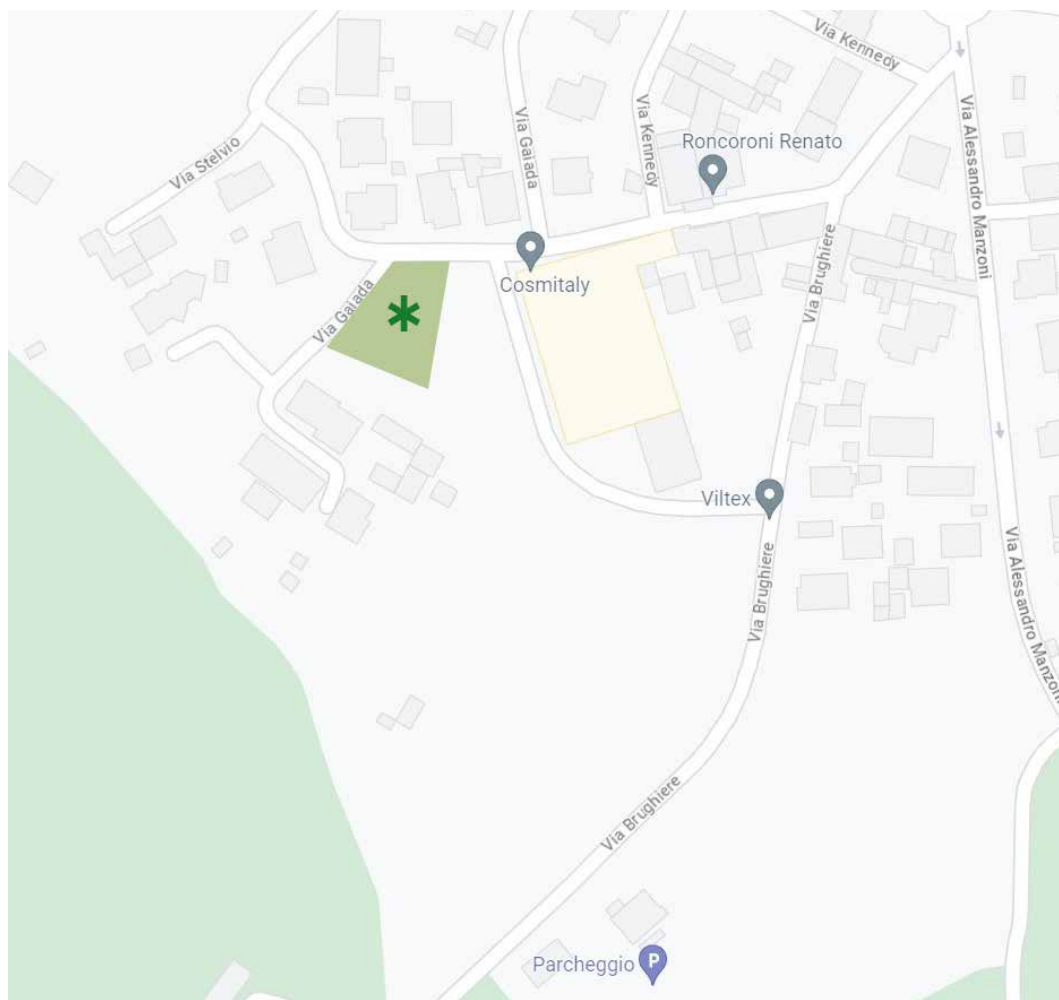 Via Kennedy
Via Gaiada
Via Kennedy
Via Alessandro Manzoni
Roncoroni Renato
Via Stelvio
Cosmitaly
Via Gaiada
Via Brughiere
Viltex
Via Brughiere
Via Alessandro Manzoni
Via Brughiere
Parcheggio
P